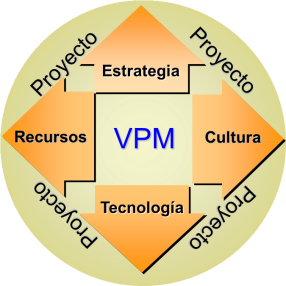 Proyecto
Proyecto
Estrategia
Recursos
VPM
Cultura
Tecnología
Proyecto
Proyecto